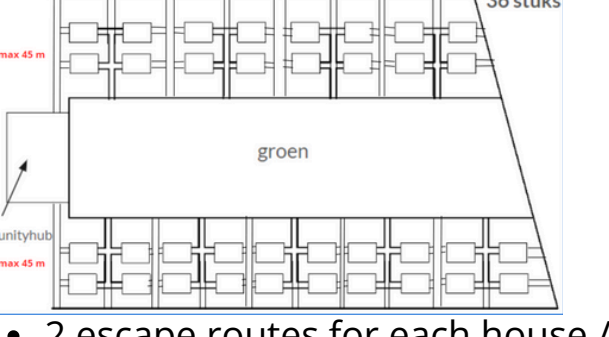 36 stuks
max 45 m
groen
unityhub
max 45 m
• 2 escape routes for each house /